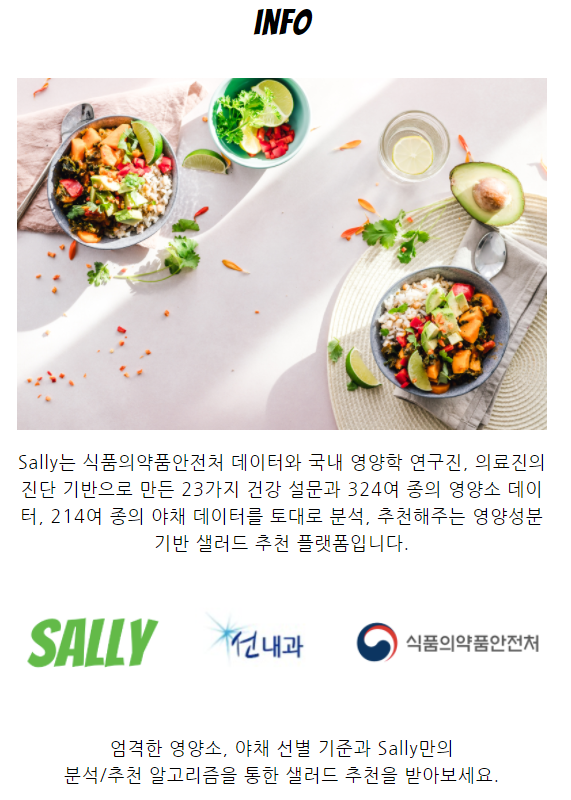 INFO
Sally는 식품의약품안전처 데이터와 국내 영양학 연구진, 의료진의
진단 기반으로 만든 23가지 건강 설문과 324여 종의 영양소 데이
터, 214여 종의 야채 데이터를 토대로 분석, 추천해주는 영양성분
기반 샐러드 추천 플랫폼입니다.
SALLY 선내과 식품의약품안전처
엄격한 영양소, 야채 선별 기준과 Sally만의
분석/추천 알고리즘을 통한 샐러드 추천을 받아보세요.